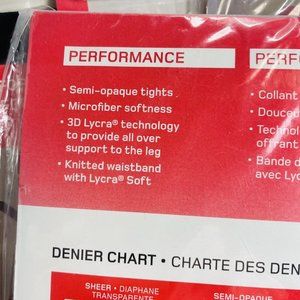 PERFORMANCE
• Semi-opaque tights
• Microfiber softness
• 3D Lycra® technology
to provide all over
support to the leg
• Knitted waistband
with Lycra® Soft
PERF
• Collant
• Douceu
• Technol
offrant
• Bande d
avec Lyc
DENIER CHART • CHARTE DES DEN
SHEER • DIAPHANE
TRANSPARENTE
SEMI-OPAQUE